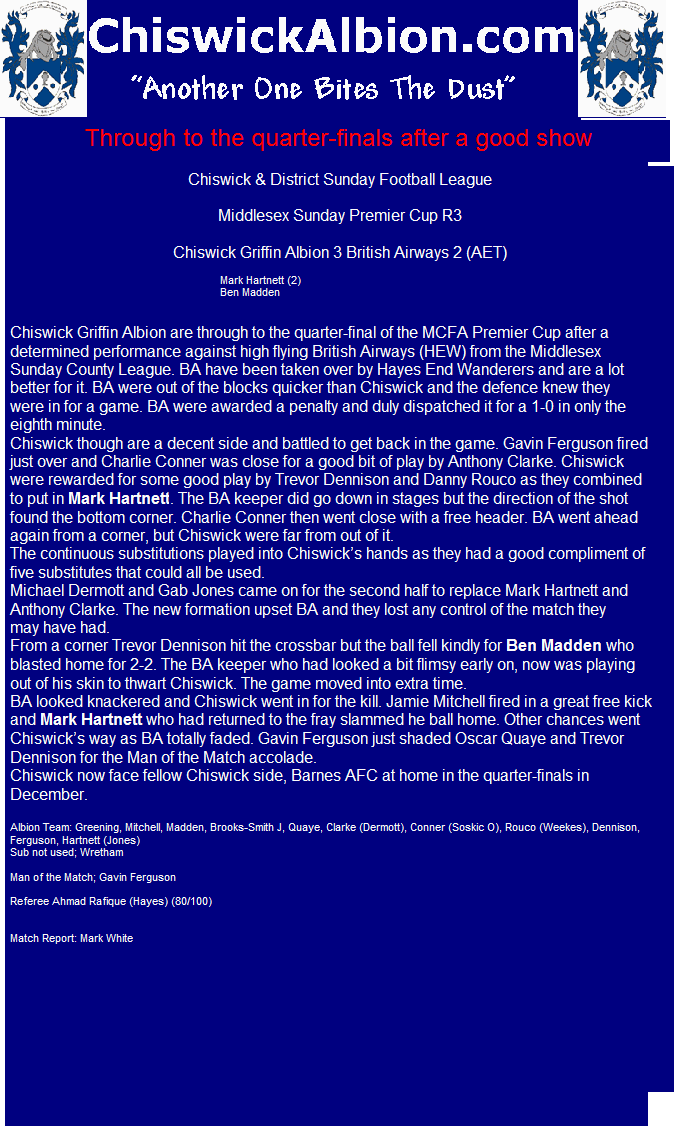 ChiswickAlbion.com
"Another One Bites The Dust"
Through to the quarter-finals after a good show
Chiswick & District Sunday Football League
Middlesex Sunday Premier Cup R3
Chiswick Griffin Albion 3 British Airways 2 (AET)
Mark Hartnett (2)
Ben Madden
Chiswick Griffin Albion are through to the quarter-final of the MCFA Premier Cup after a
determined performance against high flying British Airways (HEW) from the Middlesex
Sunday County League. BA have been taken over by Hayes End Wanderers and are a lot
better for it. BA were out of the blocks quicker than Chiswick and the defence knew they
were in for a game. BA were awarded a penalty and duly dispatched it for a 1-0 in only the
eighth minute.
Chiswick though are a decent side and battled to get back in the game. Gavin Ferguson fired
just over and Charlie Conner was close for a good bit of play by Anthony Clarke. Chiswick
were rewarded for some good play by Trevor Dennison and Danny Rouco as they combined
to put in Mark Hartnett. The BA keeper did go down in stages but the direction of the shot
found the bottom corner. Charlie Conner then went close with a free header. BA went ahead
again from a corner, but Chiswick were far from out of it.
The continuous substitutions played into Chiswick's hands as they had a good compliment of
five substitutes that could all be used.
Michael Dermott and Gab Jones came on for the second half to replace Mark Hartnett and
Anthony Clarke. The new formation upset BA and they lost any control of the match they
may have had.
From a corner Trevor Dennison hit the crossbar but the ball fell kindly for Ben Madden who
blasted home for 2-2. The BA keeper who had looked a bit flimsy early on, now was playing
out of his skin to thwart Chiswick. The game moved into extra time.
BA looked knackered and Chiswick went in for the kill. Jamie Mitchell fired in a great free kick
and Mark Hartnett who had returned to the fray slammed he ball home. Other chances went
Chiswick's way as BA totally faded. Gavin Ferguson just shaded Oscar Quaye and Trevor
Dennison for the Man of the Match accolade.
Chiswick now face fellow Chiswick side, Barnes AFC at home in the quarter-finals in
December.
Albion Team: Greening, Mitchell, Madden, Brooks-Smith J, Quaye, Clarke (Dermott), Conner (Soskic O), Rouco (Weekes), Dennison,
Ferguson, Hartnett (Jones)
Sub not used; Wretham
Man of the Match; Gavin Ferguson
Referee Ahmad Rafique (Hayes) (80/100)
Match Report: Mark White